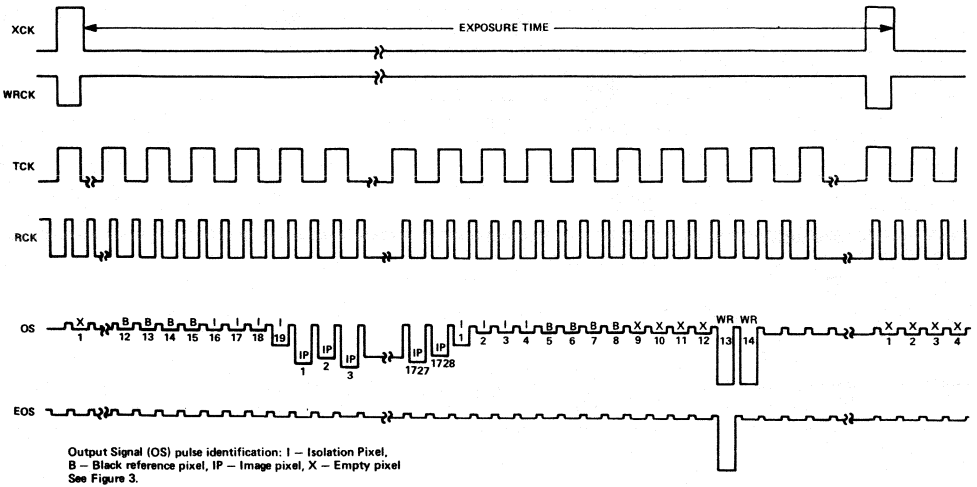 XCK
EXPOSURE TIME
WRCK
TCK
RCK
OS
X B B B B I I I I
1 12 13 14 15 16 17 18 19
IP IP IP
1 2 3
IP IP
1727 1728
I I I I B B B B X X X X WR WR
1 2 3 4 5 6 7 8 9 10 11 12 13 14
X X X X
1 2 3 4
EOS
Output Signal (OS) pulse identification: I — Isolation Pixel,
B — Black reference pixel, IP — Image pixel, X — Empty pixel
See Figure 3.